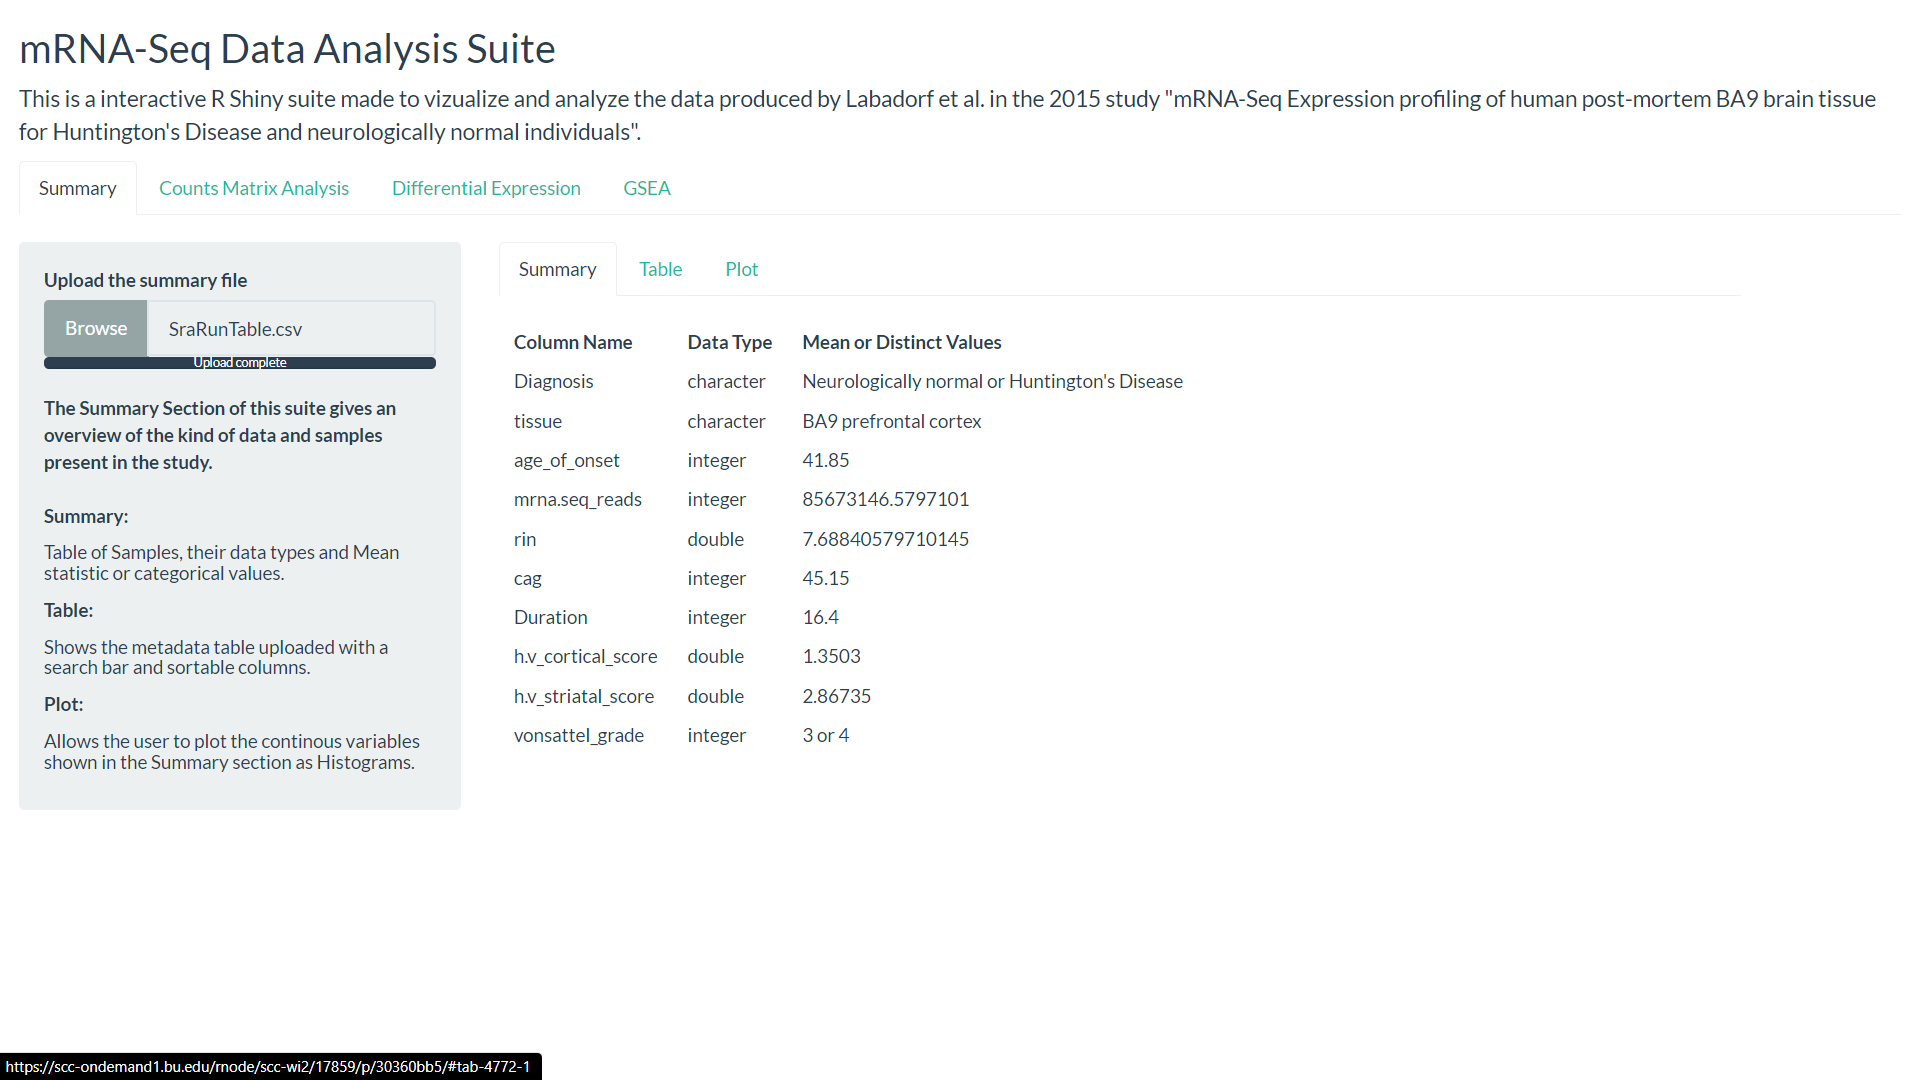 mRNA-Seq Data Analysis Suite
This is a interactive R Shiny suite made to vizualize and analyze the data produced by Labadorf et al. in the 2015 study "mRNA-Seq Expression profiling of human post-mortem BA9 brain tissue
for Huntington's Disease and neurologically normal individuals".
Summary Counts Matrix Analysis Differential Expression GSEA
Upload the summary file
Browse SraRunTable.csv
Upload complete
The Summary Section of this suite gives an
overview of the kind of data and samples
present in the study.
Summary:
Table of Samples, their data types and Mean
statistic or categorical values.
Table:
Shows the metadata table uploaded with a
search bar and sortable columns.
Plot:
Allows the user to plot the continous variables
shown in the Summary section as Histograms.
Summary Table Plot
Column Name Data Type Mean or Distinct Values
Diagnosis character Neurologically normal or Huntington's Disease
tissue character BA9 prefrontal cortex
age_of_onset integer 41.85
mrna.seq_reads integer 85673146.5797101
rin double 7.68840579710145
cag integer 45.15
Duration integer 16.4
h.v_cortical_score double 1.3503
h.v_striatal_score double 2.86735
vonsattel_grade integer 3 or 4
https://scc-ondemand1.bu.edu/rnode/scc-wi2/17859/p/30360bb5/#tab-4772-1